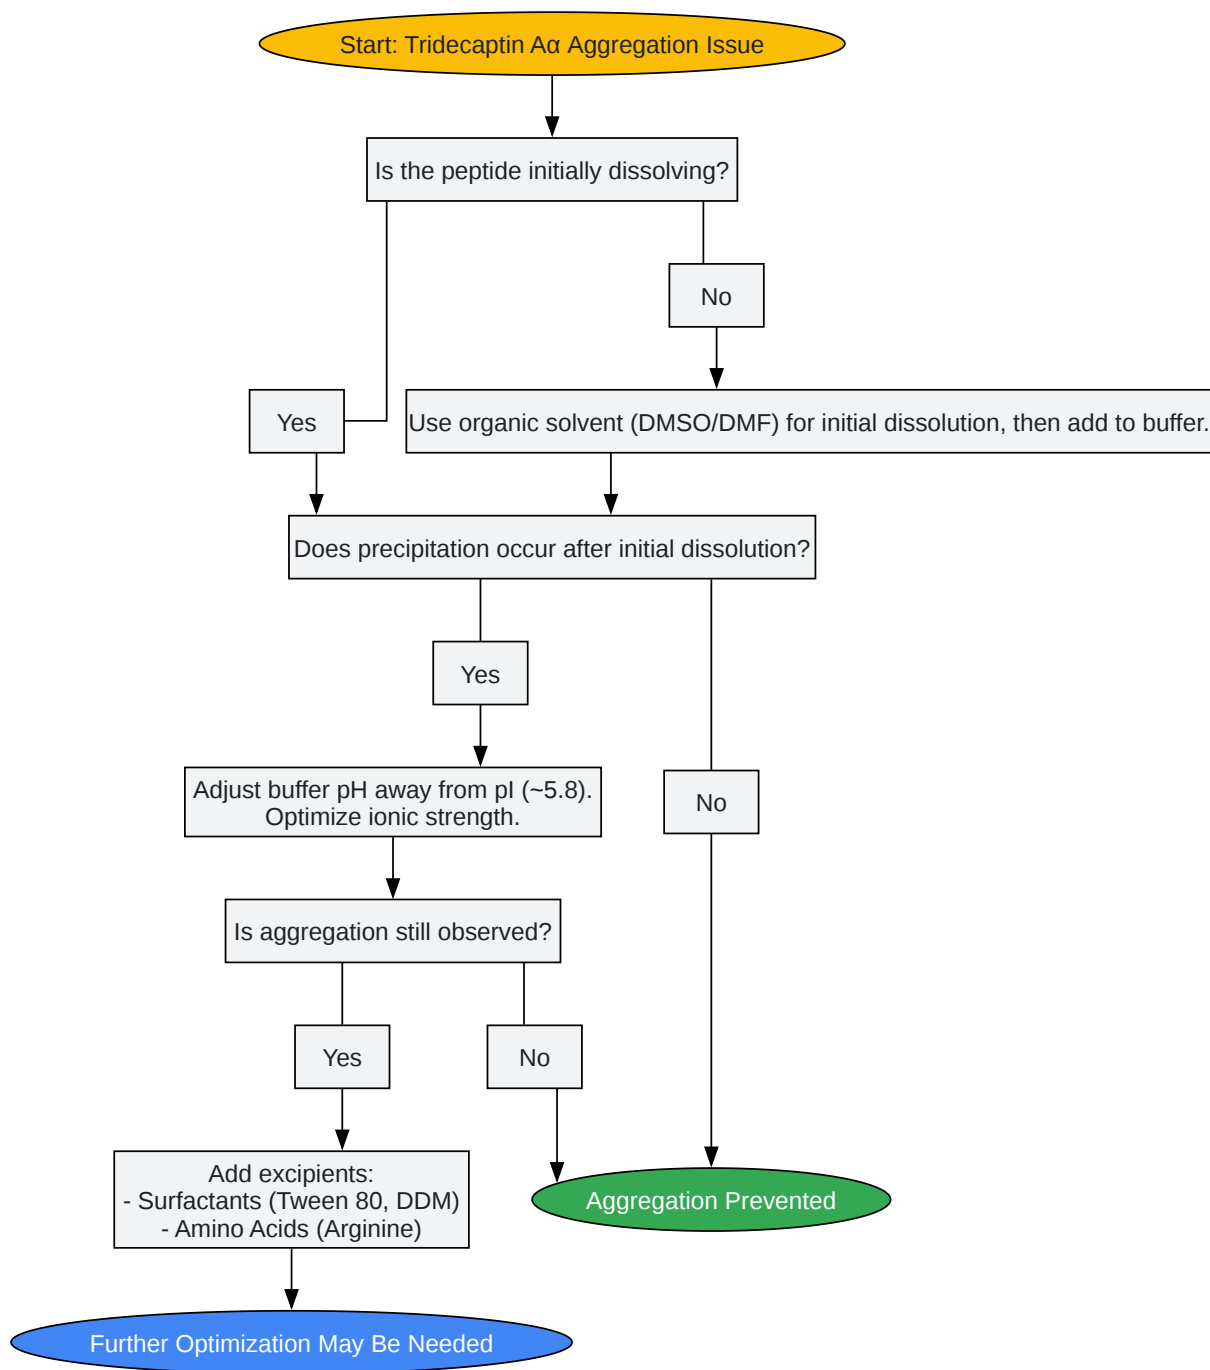 Start: Tridecaptin Aα Aggregation Issue
Is the peptide initially dissolving?
No
Yes
Use organic solvent (DMSO/DMF) for initial dissolution, then add to buffer.
Does precipitation occur after initial dissolution?
Yes
Adjust buffer pH away from pI (~5.8).
Optimize ionic strength.
No
Is aggregation still observed?
Yes
No
Add excipients:
- Surfactants (Tween 80, DDM)
- Amino Acids (Arginine)
Aggregation Prevented
Further Optimization May Be Needed